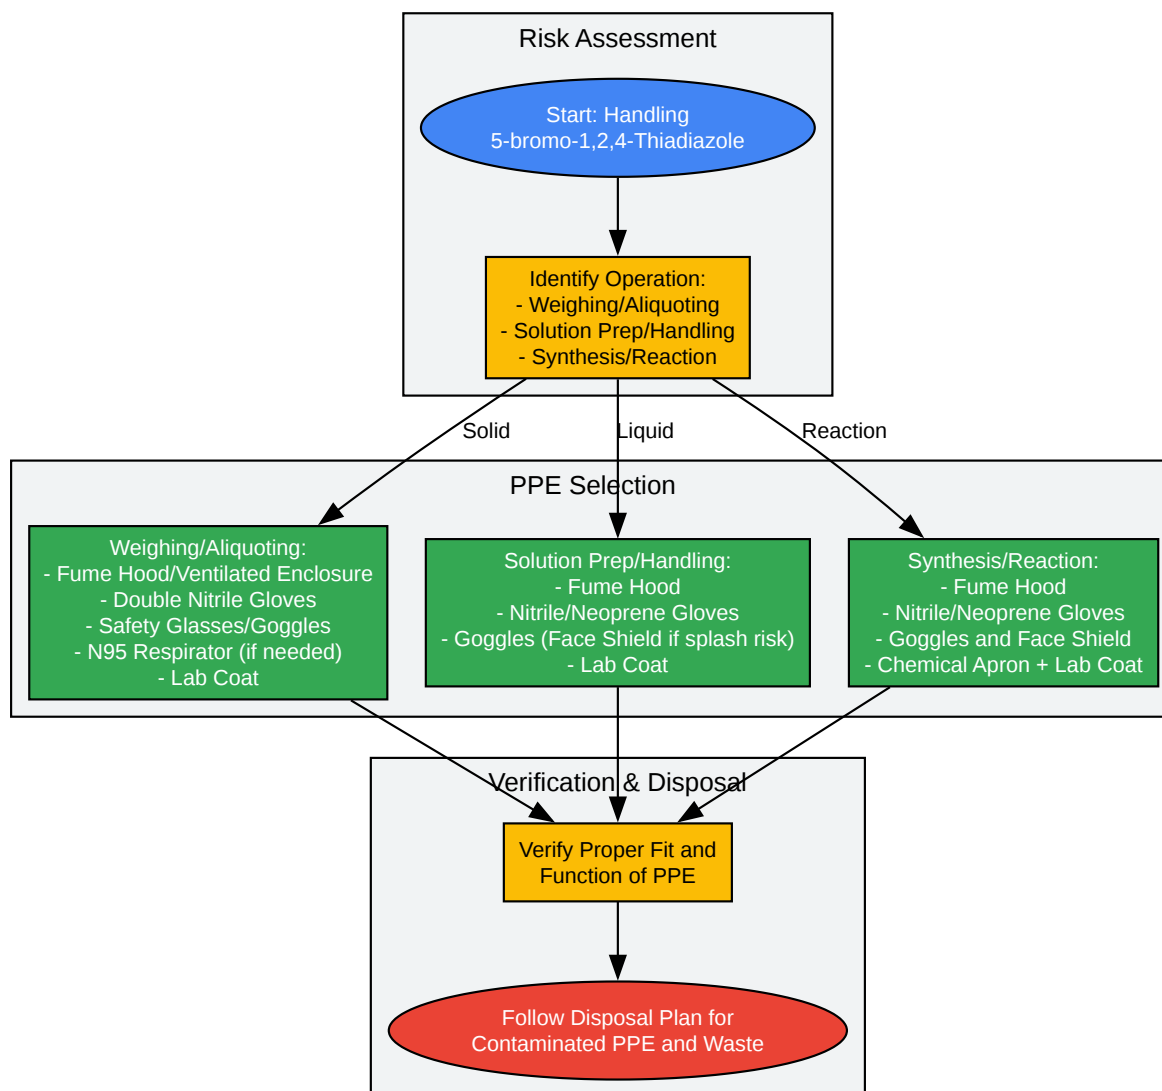 Risk Assessment
Start: Handling
5-bromo-1,2,4-Thiadiazole
Identify Operation:
- Weighing/Aliquoting
- Solution Prep/Handling
- Synthesis/Reaction
Solid
Liquid
Reaction
PPE Selection
Weighing/Aliquoting:
- Fume Hood/Ventilated Enclosure
- Double Nitrile Gloves
- Safety Glasses/Goggles
- N95 Respirator (if needed)
- Lab Coat
Solution Prep/Handling:
- Fume Hood
- Nitrile/Neoprene Gloves
- Goggles (Face Shield if splash risk)
- Lab Coat
Synthesis/Reaction:
- Fume Hood
- Nitrile/Neoprene Gloves
- Goggles and Face Shield
- Chemical Apron + Lab Coat
Verification & Disposal
Verify Proper Fit and
Function of PPE
Follow Disposal Plan for
Contaminated PPE and Waste